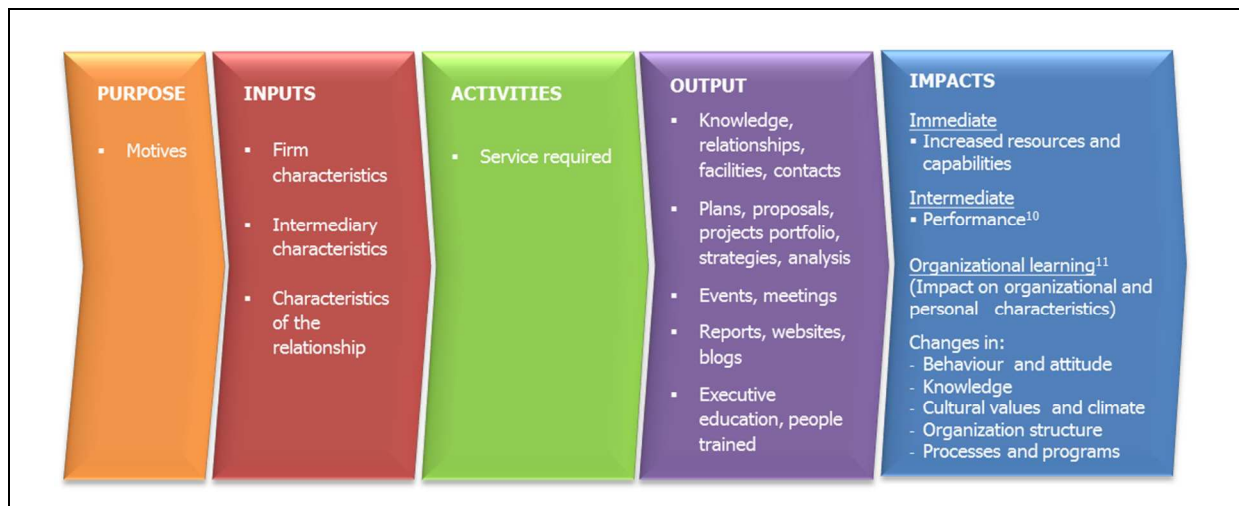 PURPOSE
▪ Motives
INPUTS
▪ Firm
characteristics
▪ Intermediary
characteristics
▪ Characteristics
of the
relationship
ACTIVITIES
▪ Service required
OUTPUT
▪ Knowledge,
relationships,
facilities, contacts
▪ Plans, proposals,
projects portfolio,
strategies, analysis
▪ Events, meetings
▪ Reports, websites,
blogs
▪ Executive
education, people
trained
IMPACTS
Immediate
▪ Increased resources and
capabilities
Intermediate
▪ Performance¹⁰
Organizational learning¹¹
(Impact on organizational and
personal characteristics)
Changes in:
- Behaviour and attitude
- Knowledge
- Cultural values and climate
- Organization structure
- Processes and programs